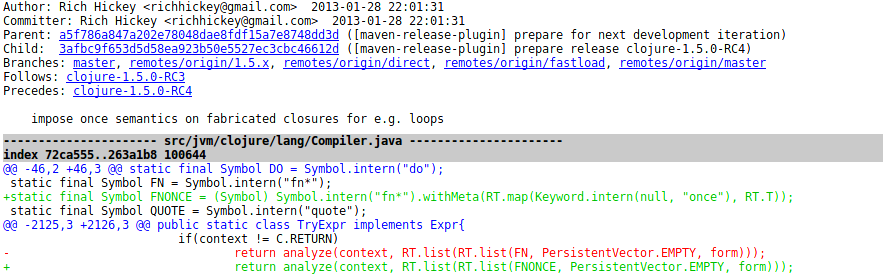 Author: Rich Hickey <richhickey@gmail.com>  2013-01-28 22:01:31
Committer: Rich Hickey <richhickey@gmail.com>  2013-01-28 22:01:31
Parent: a5f786a847a202e78048dae8fdf15a7e8748dd3d ([maven-release-plugin] prepare for next development iteration)
Child:  3afbc9f653d5d58ea923b50e5527ec3cbc46612d ([maven-release-plugin] prepare release clojure-1.5.0-RC4)
Branches: master, remotes/origin/1.5.x, remotes/origin/direct, remotes/origin/fastload, remotes/origin/master
Follows: clojure-1.5.0-RC3
Precedes: clojure-1.5.0-RC4
    impose once semantics on fabricated closures for e.g. loops
---------------------- src/jvm/clojure/lang/Compiler.java ----------------------
index 72ca555..263a1b8 100644
@@ -46,2 +46,3 @@ static final Symbol DO = Symbol.intern("do");
 static final Symbol FN = Symbol.intern("fn*");
+static final Symbol FNONCE = (Symbol) Symbol.intern("fn*").withMeta(RT.map(Keyword.intern(null, "once"), RT.T));
 static final Symbol QUOTE = Symbol.intern("quote");
@@ -2125,3 +2126,3 @@ public static class TryExpr implements Expr{
                         if(context != C.RETURN)
-                                return analyze(context, RT.list(RT.list(FN, PersistentVector.EMPTY, form)));
+                                return analyze(context, RT.list(RT.list(FNONCE, PersistentVector.EMPTY, form)));